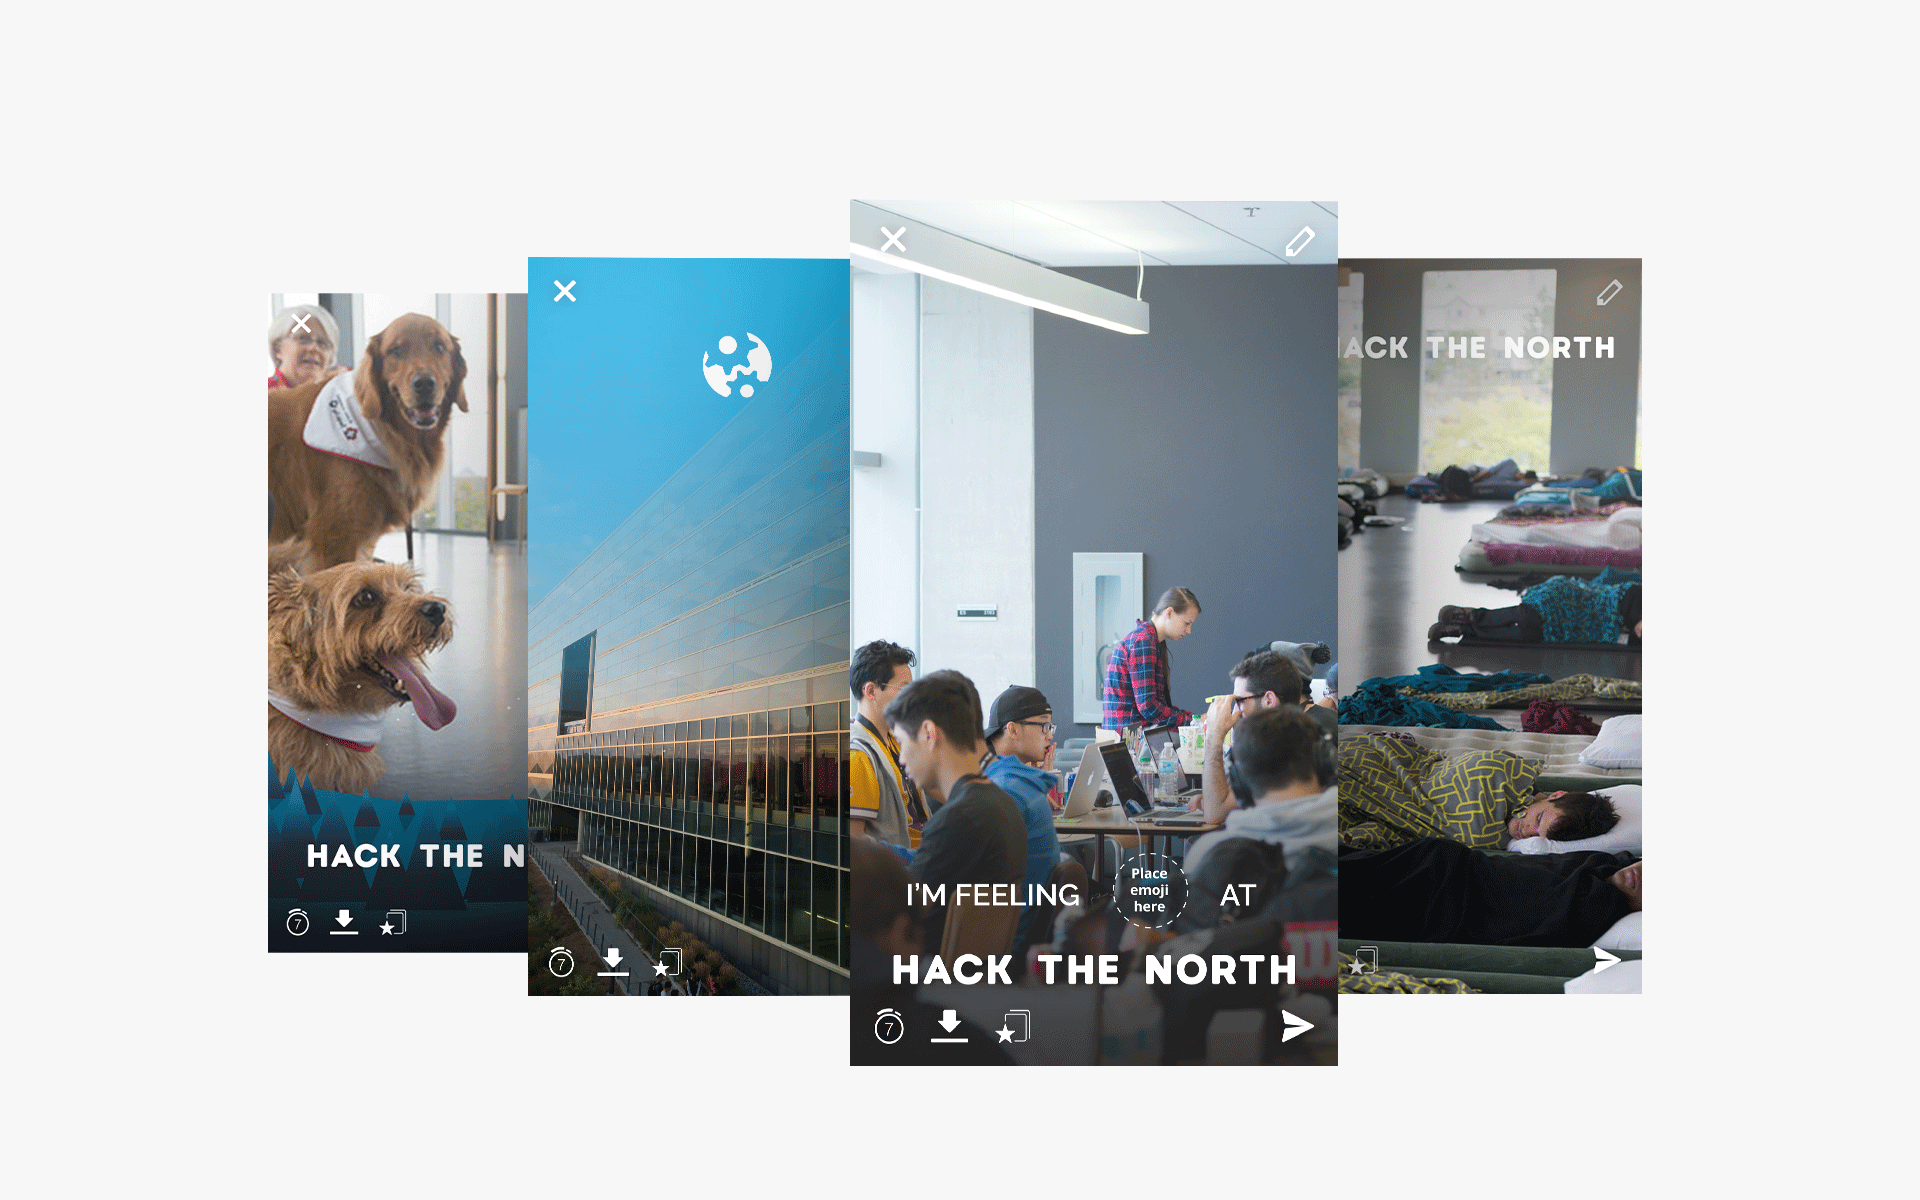 HACK THE N
7
7
I'M FEELING
Place
emoji
here
AT
HACK THE NORTH
7
ACK THE NORTH